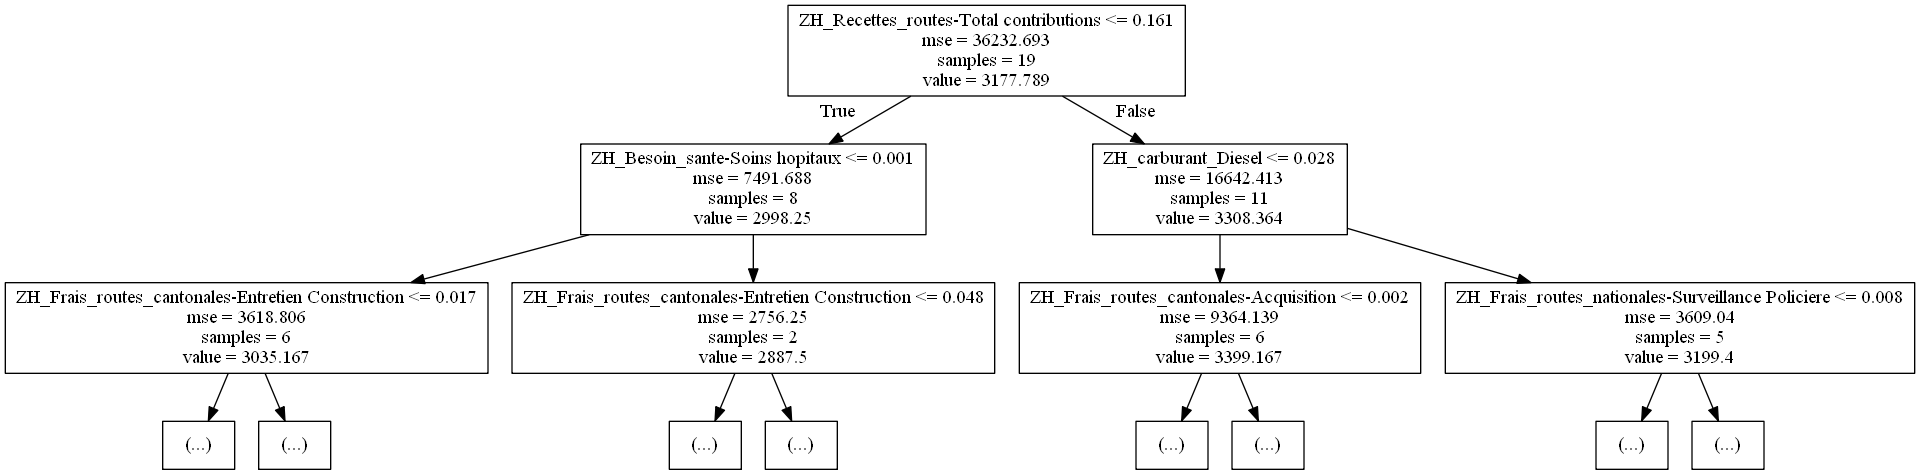 ZH_Recettes_routes-Total contributions <= 0.161
mse = 36232.693
samples = 19
value = 3177.789
True
False
ZH_Besoin_sante-Soins hopitaux <= 0.001
mse = 7491.688
samples = 8
value = 2998.25
ZH_carburant_Diesel <= 0.028
mse = 16642.413
samples = 11
value = 3308.364
ZH_Frais_routes_cantonales-Entretien Construction <= 0.017
mse = 3618.806
samples = 6
value = 3035.167
ZH_Frais_routes_cantonales-Entretien Construction <= 0.048
mse = 2756.25
samples = 2
value = 2887.5
ZH_Frais_routes_cantonales-Acquisition <= 0.002
mse = 9364.139
samples = 6
value = 3399.167
ZH_Frais_routes_nationales-Surveillance Policiere <= 0.008
mse = 3609.04
samples = 5
value = 3199.4
(...)
(...)
(...)
(...)
(...)
(...)
(...)
(...)